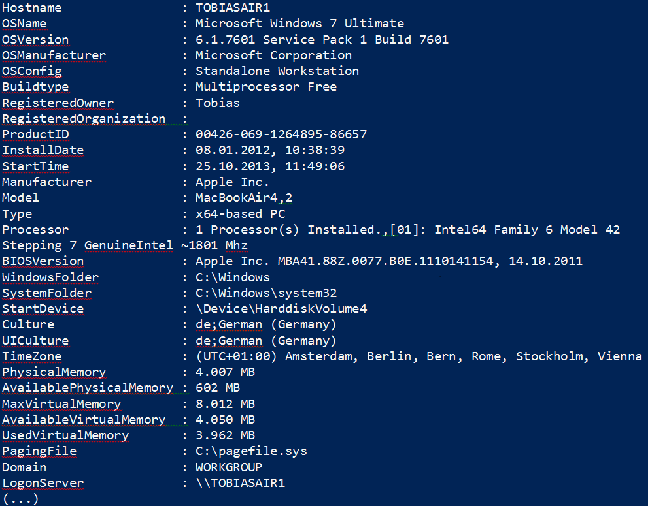 Hostname : TOBIASAIR1
OSName : Microsoft Windows 7 Ultimate
OSVersion : 6.1.7601 Service Pack 1 Build 7601
OSManufacturer : Microsoft Corporation
OSConfig : Standalone Workstation
Buildtype : Multiprocessor Free
RegisteredOwner : Tobias
RegisteredOrganization :
ProductID : 00426-069-1264895-86657
InstallDate : 08.01.2012, 10:38:39
StartTime : 25.10.2013, 11:49:06
Manufacturer : Apple Inc.
Model : MacBookAir4,2
Type : x64-based PC
Processor : 1 Processor(s) Installed.,[01]: Intel64 Family 6 Model 42
Stepping 7 GenuineIntel ~1801 Mhz
BIOSVersion : Apple Inc. MBA41.88Z.0077.B0E.1110141154, 14.10.2011
WindowsFolder : C:\Windows
SystemFolder : C:\Windows\system32
StartDevice : \Device\HarddiskVolume4
Culture : de;German (Germany)
UICulture : de;German (Germany)
TimeZone : (UTC+01:00) Amsterdam, Berlin, Bern, Rome, Stockholm, Vienna
PhysicalMemory : 4.007 MB
AvailablePhysicalMemory : 602 MB
MaxVirtualMemory : 8.012 MB
AvailableVirtualMemory : 4.050 MB
UsedVirtualMemory : 3.962 MB
PagingFile : C:\pagefile.sys
Domain : WORKGROUP
LogonServer : \\TOBIASAIR1
(...)